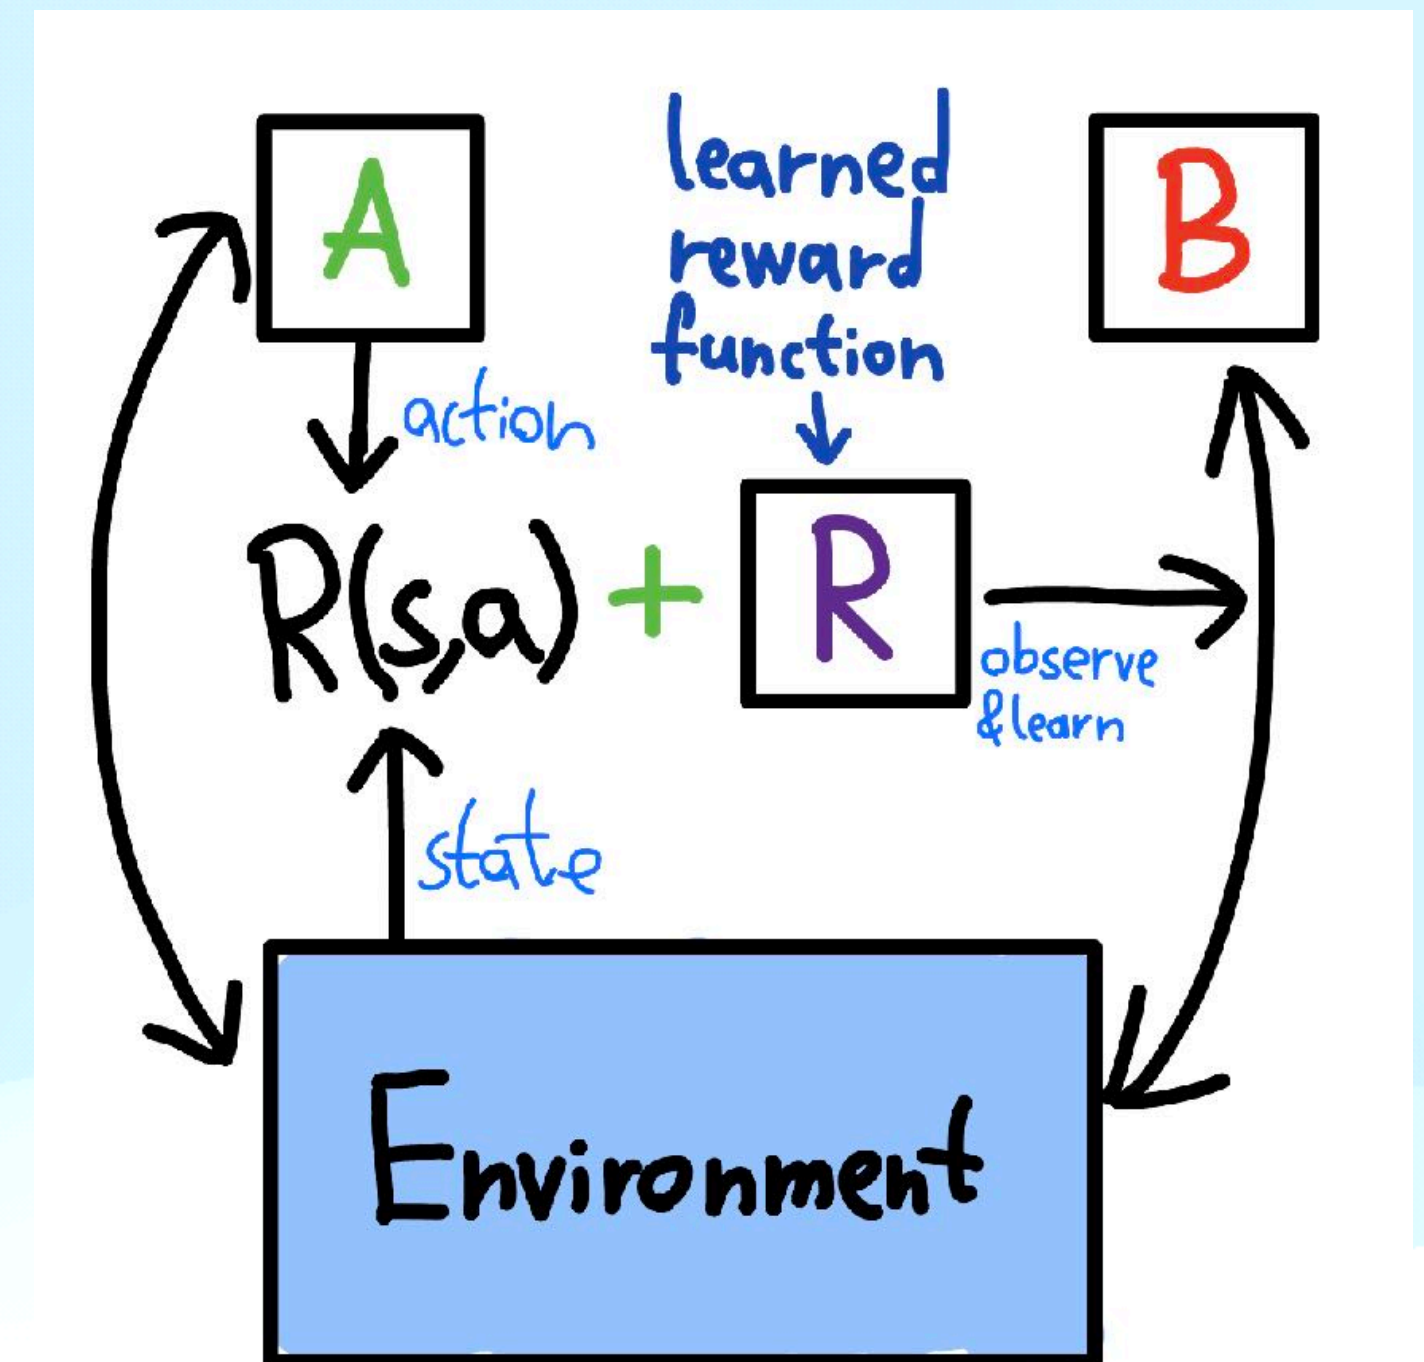 A
learned
reward
function
B
action
R(s,a) + R
observe
& learn
state
Environment